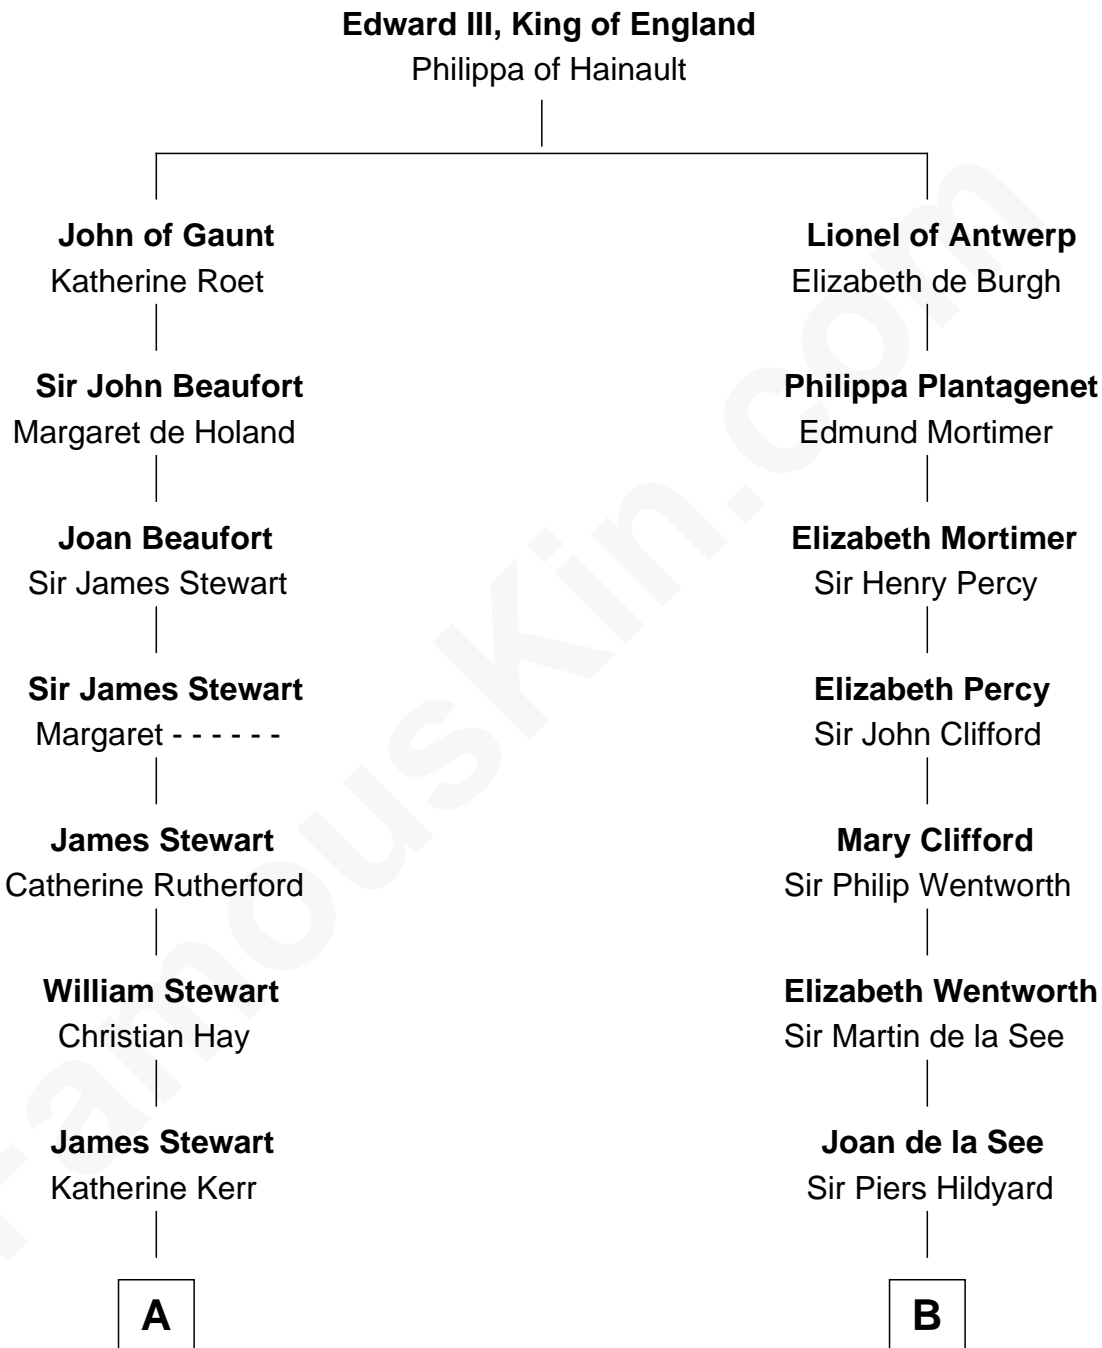 Edward III, King of England
Philippa of Hainault
John of Gaunt
Katherine Roet
Lionel of Antwerp
Elizabeth de Burgh
Sir John Beaufort
Margaret de Holand
Philippa Plantagenet
Edmund Mortimer
Joan Beaufort
Sir James Stewart
Elizabeth Mortimer
Sir Henry Percy
Sir James Stewart
Margaret - - - - - -
Elizabeth Percy
Sir John Clifford
James Stewart
Catherine Rutherford
Mary Clifford
Sir Philip Wentworth
William Stewart
Christian Hay
Elizabeth Wentworth
Sir Martin de la See
James Stewart
Katherine Kerr
Joan de la See
Sir Piers Hildyard
A
B
FamousKin.com